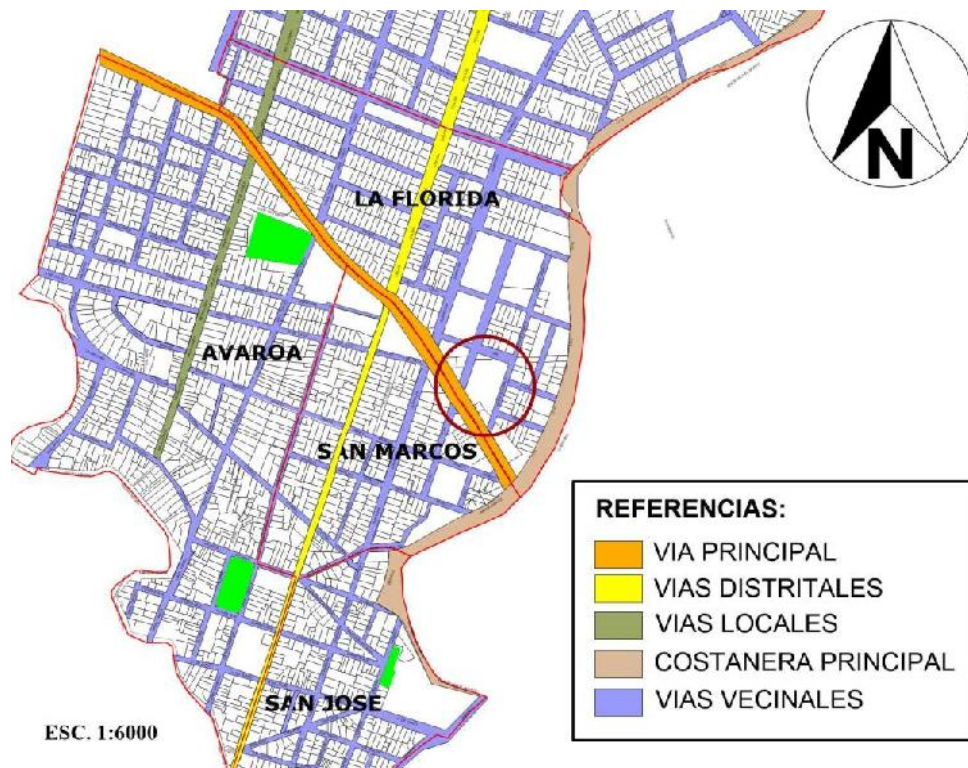 N
LA FLORIDA
AVAROA
SAN MARCOS
SAN JOSE
ESC. 1:6000
REFERENCIAS:
VIA PRINCIPAL
VIAS DISTRITALES
VIAS LOCALES
COSTANERA PRINCIPAL
VIAS VECINALES